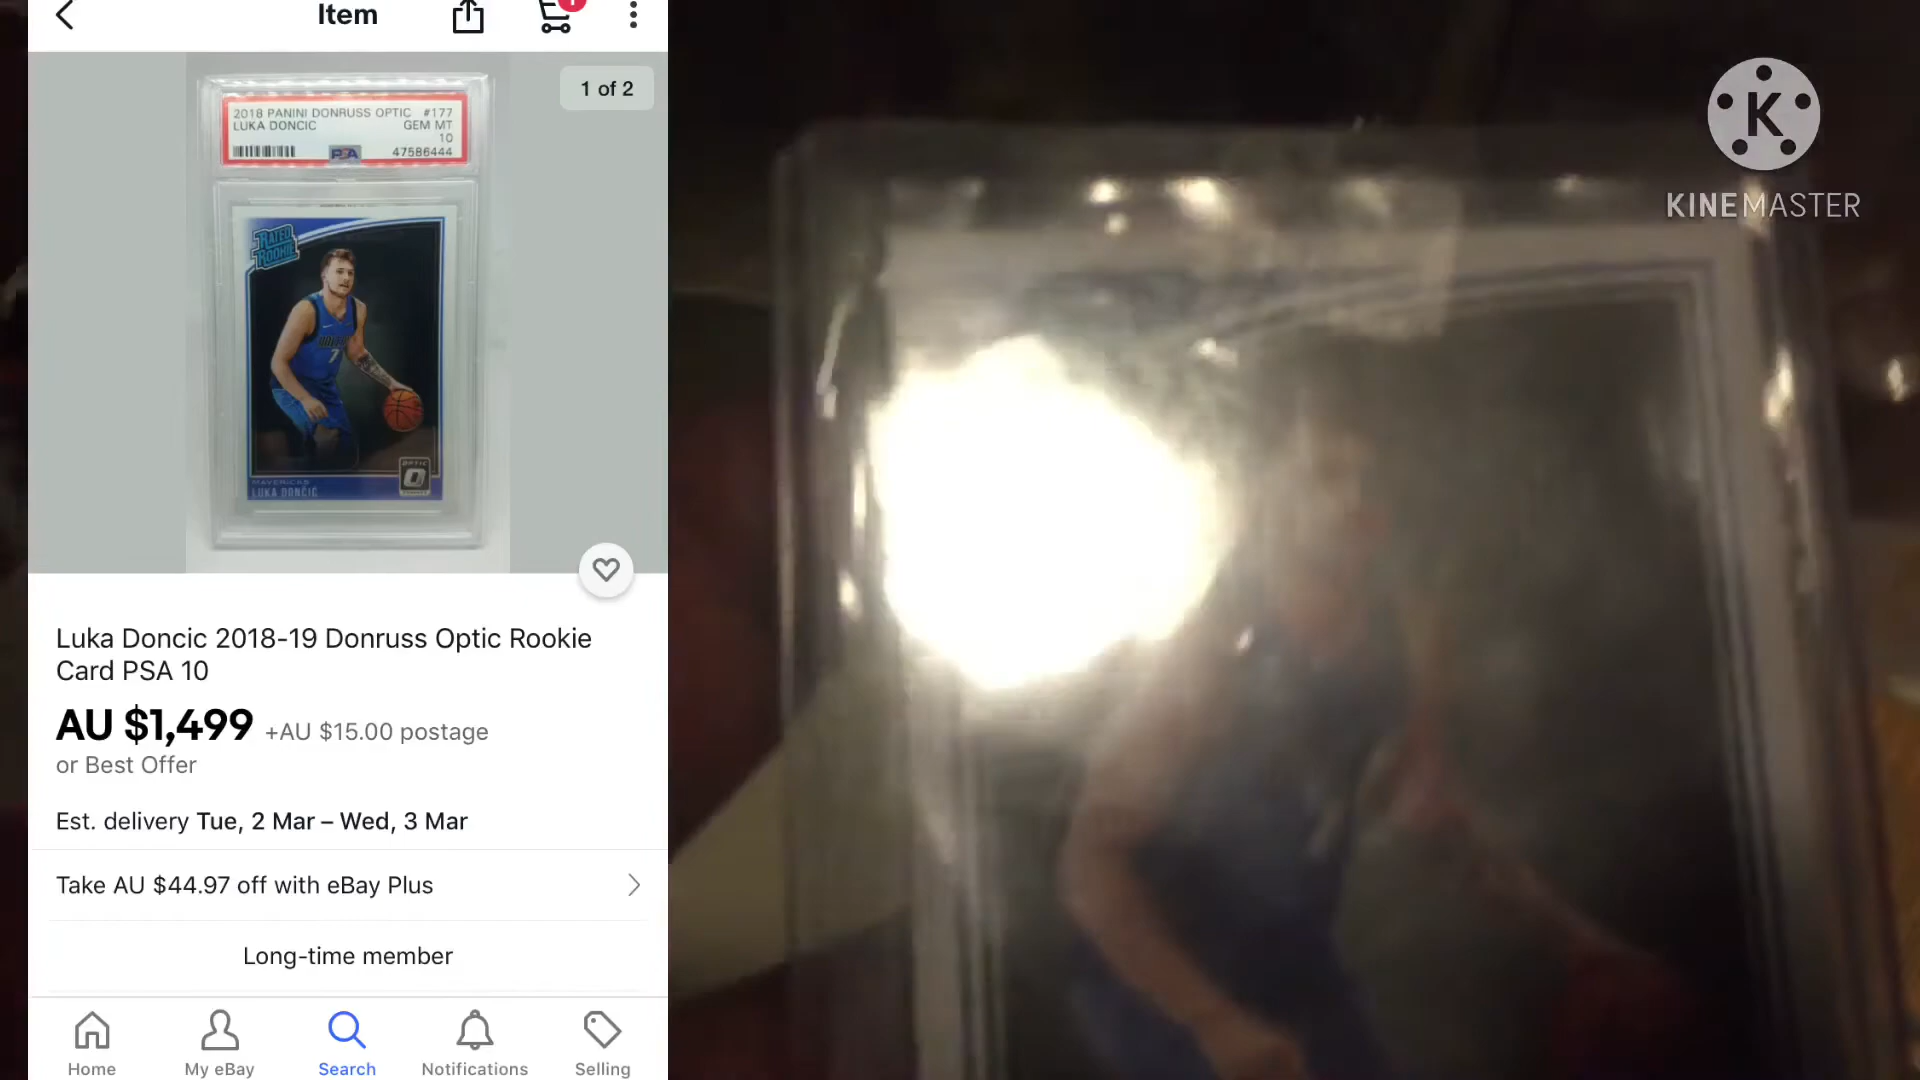 Item
1 of 2
2018 PANINI DONRUSS OPTIC #177
LUKA DONCIC GEM MT
10
PSA 47586444
RATED
ROOKIE
7
OPTIC
MAVERICKS
LUKA DONČIĆ
Luka Doncic 2018-19 Donruss Optic Rookie
Card PSA 10
AU $1,499 +AU $15.00 postage
or Best Offer
Est. delivery Tue, 2 Mar – Wed, 3 Mar
Take AU $44.97 off with eBay Plus
Long-time member
Home My eBay Search Notifications Selling
K
KINEMASTER